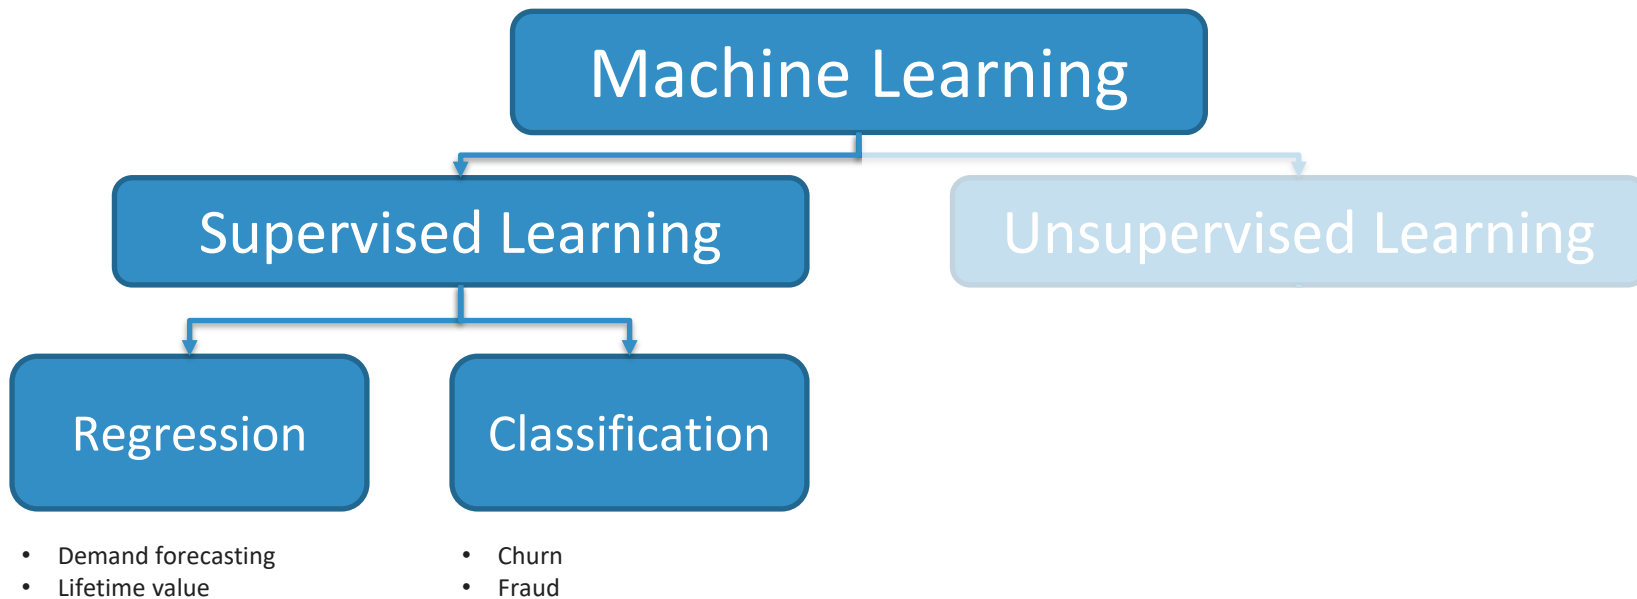 Machine Learning
Supervised Learning
Unsupervised Learning
Regression
Classification
• Demand forecasting
• Lifetime value
• Churn
• Fraud